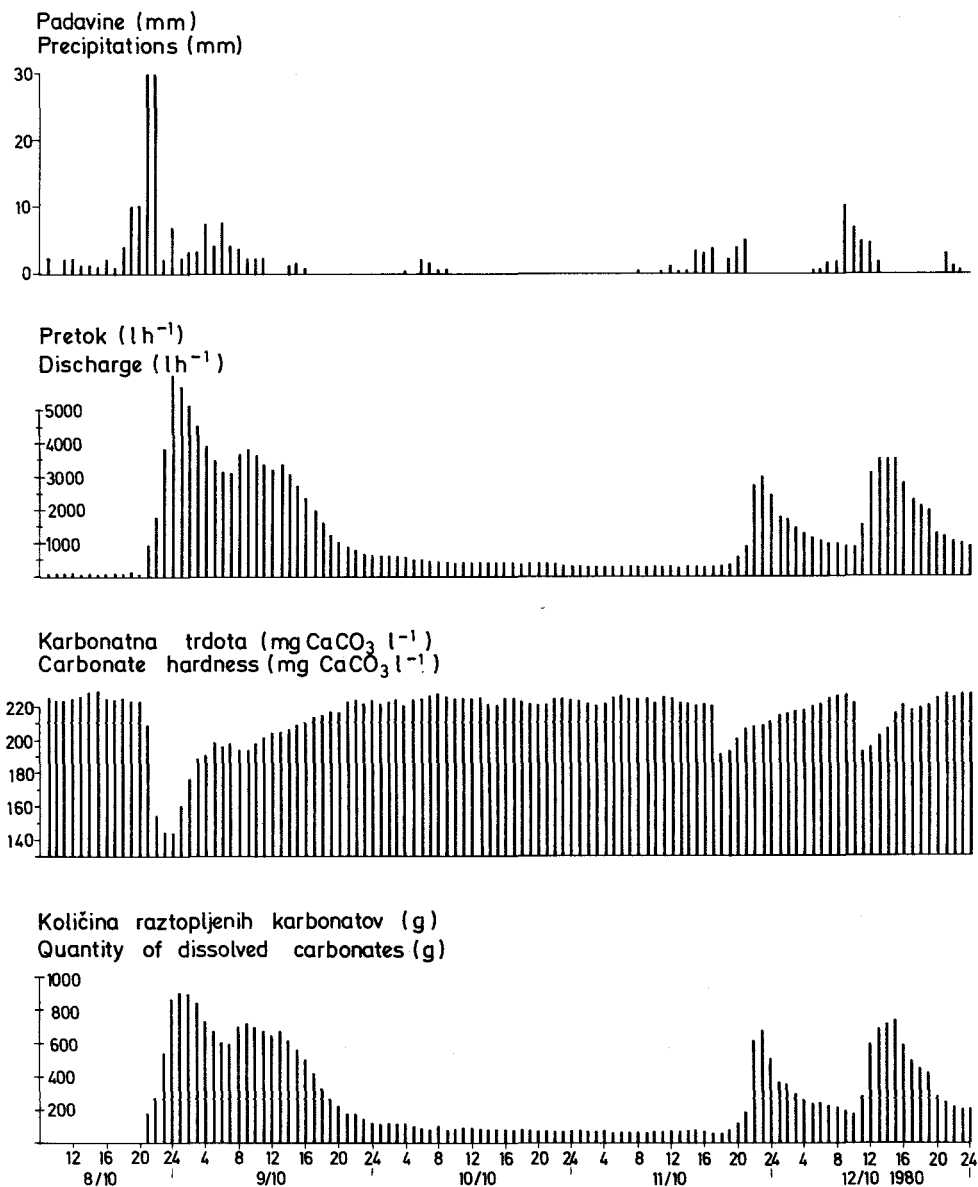 Padavine (mm)
Precipitations (mm)
30
20
10
0
Pretok (l h⁻¹)
Discharge (l h⁻¹)
5000
4000
3000
2000
1000
Karbonatna trdota (mg CaCO₃ l⁻¹)
Carbonate hardness (mg CaCO₃ l⁻¹)
220
200
180
160
140
Količina raztopljenih karbonatov (g)
Quantity of dissolved carbonates (g)
1000
800
600
400
200
12 16 20 24 4 8 12 16 20 24 4 8 12 16 20 24 4 8 12 16 20 24 4 8 12 16 20 24
8/10 9/10 10/10 11/10 12/10 1980